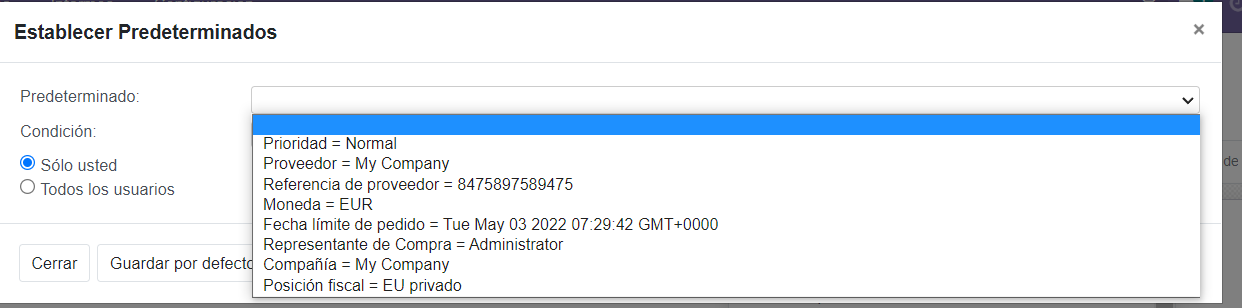 Establecer Predeterminados
×
Predeterminado:
Condición:
Sólo usted
Todos los usuarios
Prioridad = Normal
Proveedor = My Company
Referencia de proveedor = 8475897589475
Moneda = EUR
Fecha límite de pedido = Tue May 03 2022 07:29:42 GMT+0000
Representante de Compra = Administrator
Compañía = My Company
Posición fiscal = EU privado
Cerrar
Guardar por defecto
de